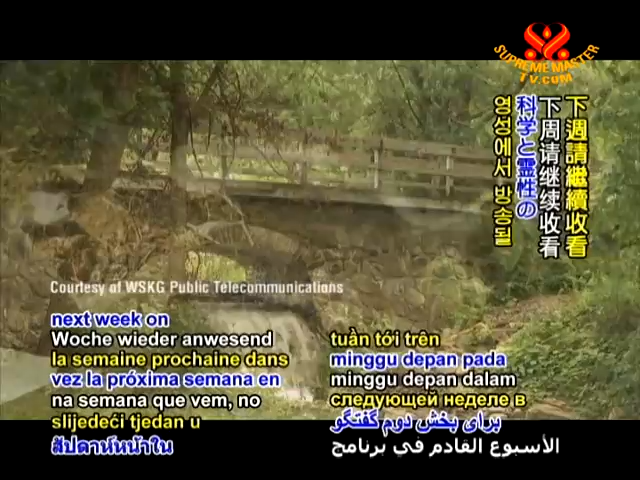 SUPREME MASTER
TV.COM
下週請繼續收看
下周请继续收看
科学と霊性の
영성에서 방송될
Courtesy of WSKG Public Telecommunications
next week on
Woche wieder anwesend
la semaine prochaine dans
vez la próxima semana en
na semana que vem, no
slijedeći tjedan u
สัปดาห์หน้าใน
tuần tới trên
minggu depan pada
minggu depan dalam
следующей неделе в
برای بخش دوم گفتگو
الأسبوع القادم في برنامج